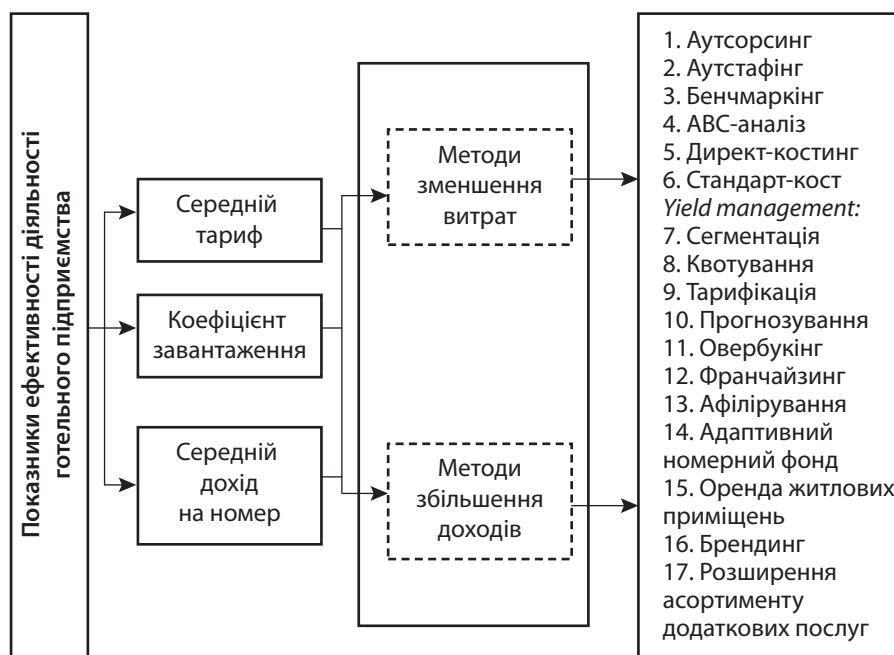 Показники ефективності діяльності
готельного підприємства
Середній
тариф
Коефіцієнт
завантаження
Середній
дохід
на номер
Методи
зменшення
витрат
Методи
збільшення
доходів
1. Аутсорсинг
2. Аутстафінг
3. Бенчмаркінг
4. АВС-аналіз
5. Директ-костинг
6. Стандарт-кост
Yield management:
7. Сегментація
8. Квотування
9. Тарифікація
10. Прогнозування
11. Овербукінг
12. Франчайзинг
13. Афілірування
14. Адаптивний
номерний фонд
15. Оренда житлових
приміщень
16. Брендинг
17. Розширення
асортименту
додаткових послуг